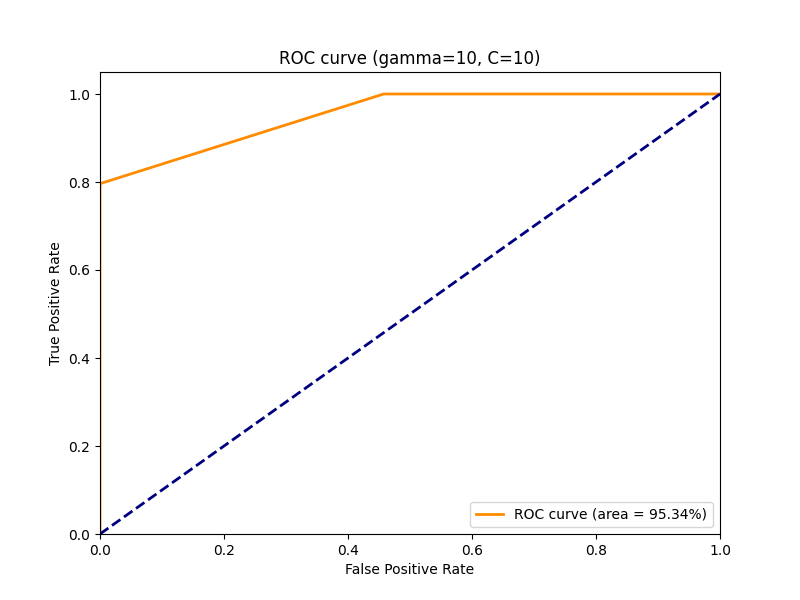 ROC curve (gamma=10, C=10)
True Positive Rate
1.0
0.8
0.6
0.4
0.2
0.0
0.0 0.2 0.4 0.6 0.8 1.0
False Positive Rate
ROC curve (area = 95.34%)